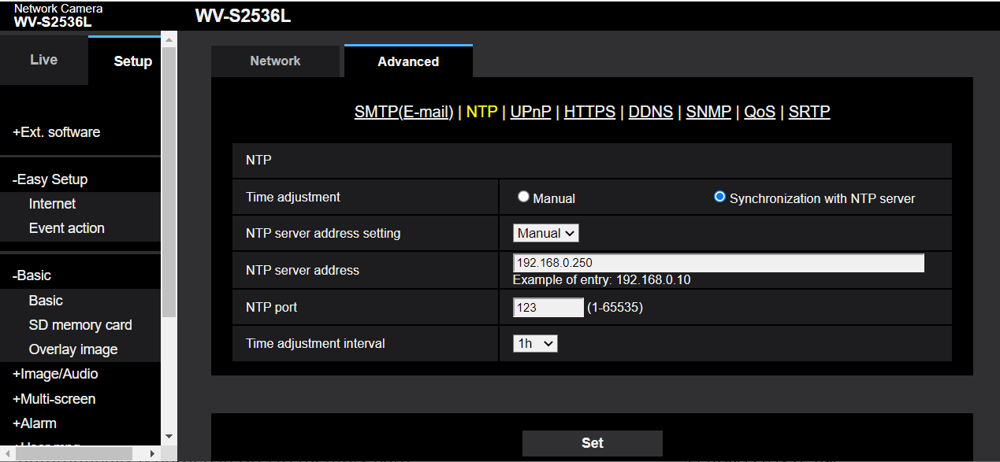 Network Camera
WV-S2536L
WV-S2536L
Live
Setup
+Ext. software
-Easy Setup
Internet
Event action
-Basic
Basic
SD memory card
Overlay image
+Image/Audio
+Multi-screen
+Alarm
Network
Advanced
SMTP(E-mail) | NTP | UPnP | HTTPS | DDNS | SNMP | QoS | SRTP
NTP
Time adjustment
Manual
Synchronization with NTP server
NTP server address setting
Manual
NTP server address
192.168.0.250
Example of entry: 192.168.0.10
NTP port
123 (1-65535)
Time adjustment interval
1h
Set